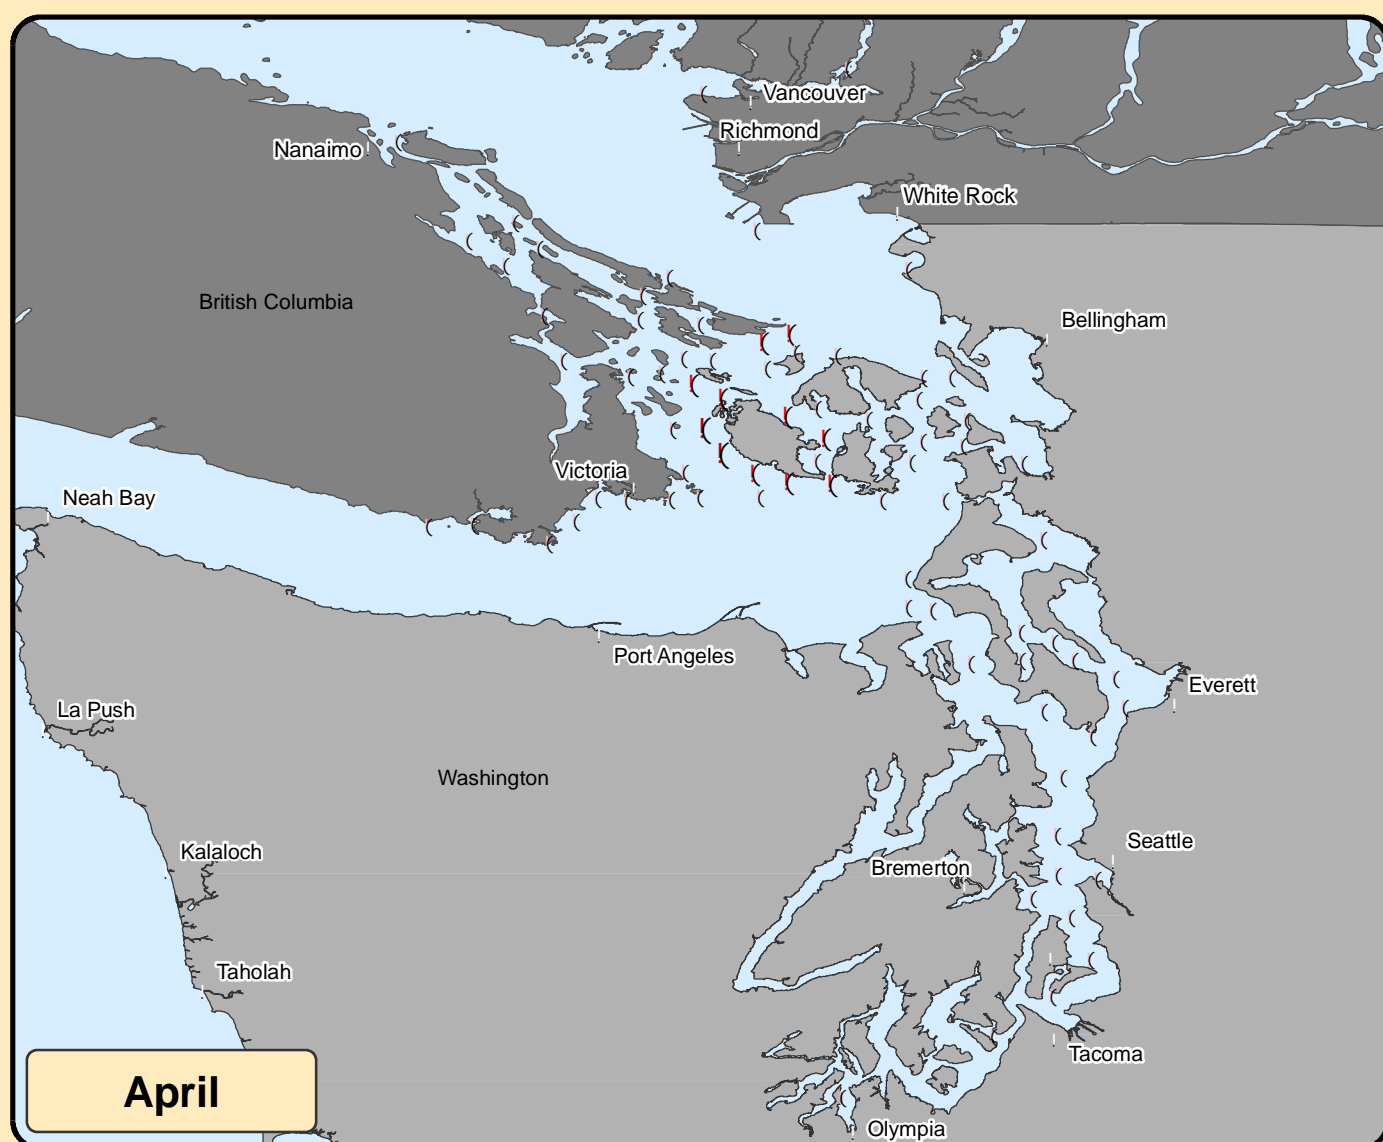 Vancouver
Richmond
Nanaimo
White Rock
British Columbia
Bellingham
Victoria
Neah Bay
Port Angeles
Everett
La Push
Washington
Seattle
Kalaloch
Bremerton
Taholah
Tacoma
April
Olympia